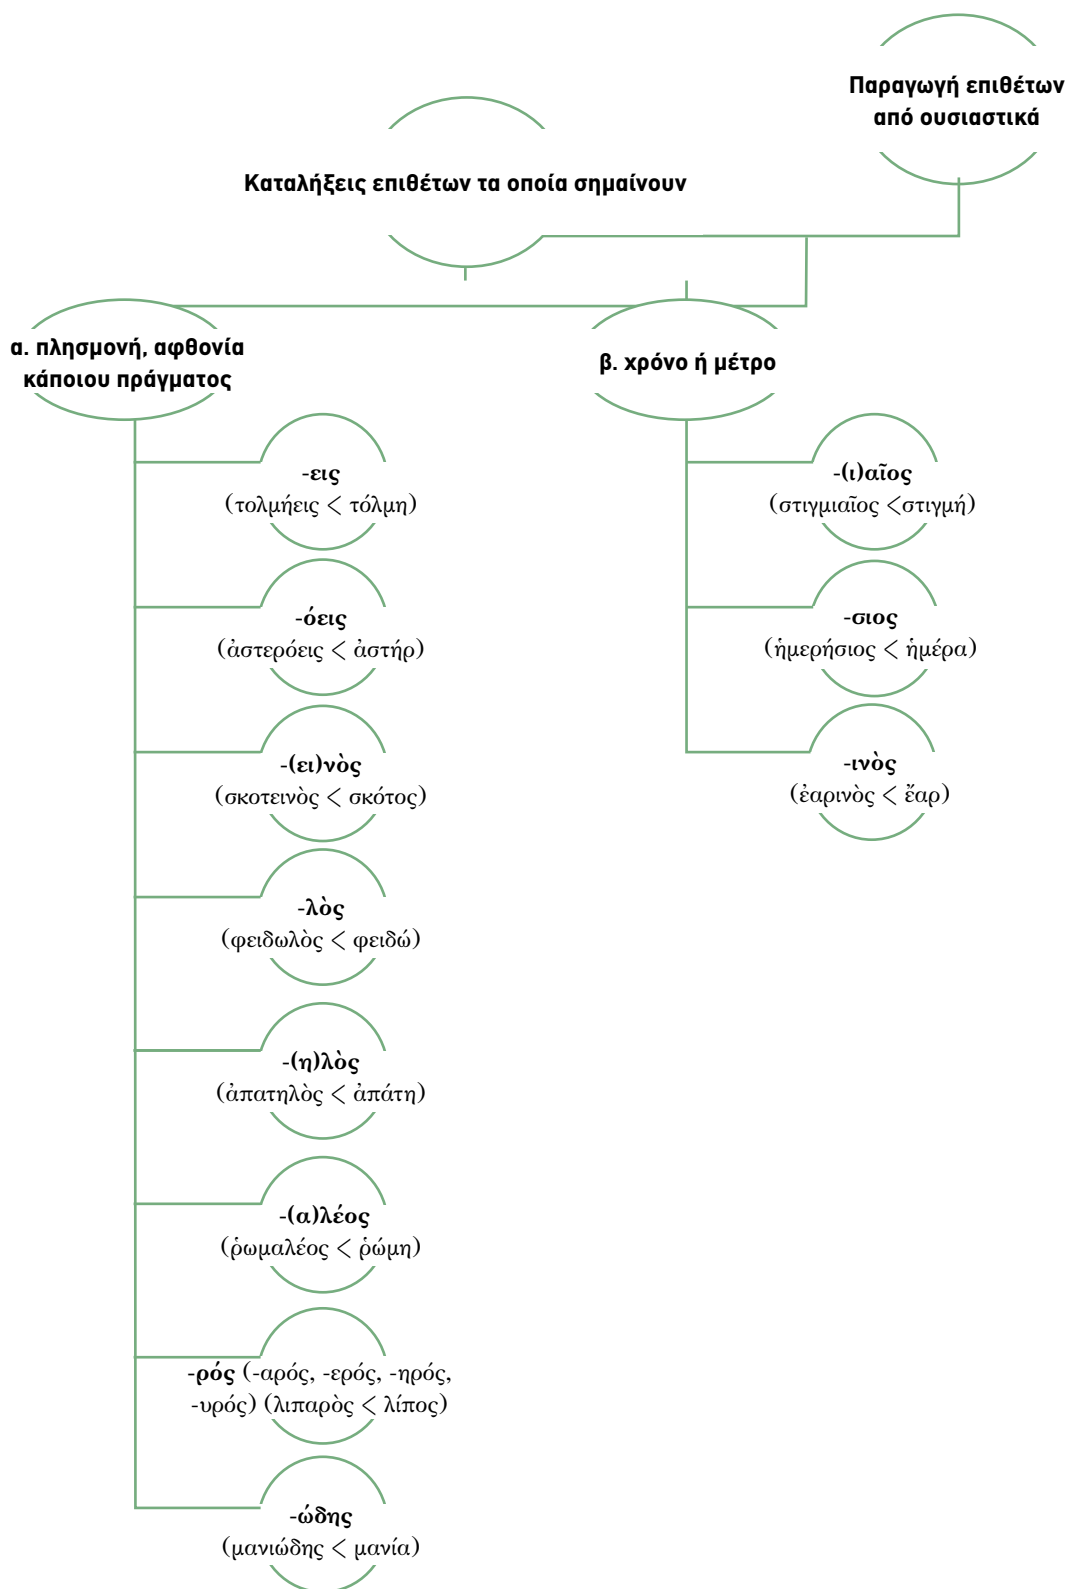 Παραγωγή επιθέτων
από ουσιαστικά
Καταλήξεις επιθέτων τα οποία σημαίνουν
α. πλησμονή, αφθονία
κάποιου πράγματος
-εις
(τολμήεις < τόλμη)
-όεις
(ἀστερόεις < ἀστήρ)
-(ει)νὸς
(σκοτεινὸς < σκότος)
-λὸς
(φειδωλὸς < φειδώ)
-(η)λὸς
(ἀπατηλὸς < ἀπάτη)
-(α)λέος
(ῥωμαλέος < ῥώμη)
-ρός (-αρός, -ερός, -ηρός,
-υρός) (λιπαρὸς < λίπος)
-ώδης
(μανιώδης < μανία)
β. χρόνο ή μέτρο
-(ι)αῖος
(στιγμιαῖος <στιγμή)
-σιος
(ἡμερήσιος < ἡμέρα)
-ινὸς
(ἐαρινὸς < ἔαρ)